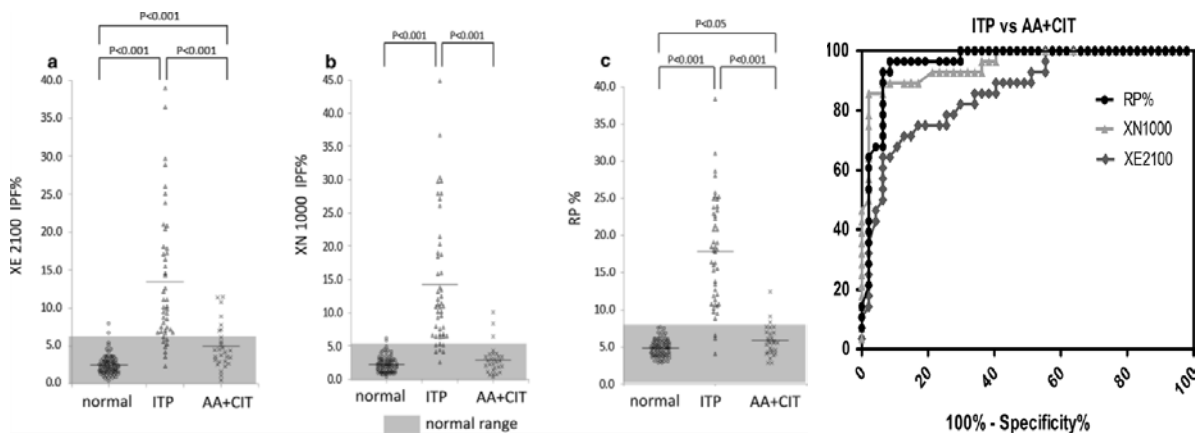 a
P<0.001
P<0.001 P<0.001
XE 2100 IPF%
40.0
35.0
30.0
25.0
20.0
15.0
10.0
5.0
0.0
normal ITP AA+CIT
b
P<0.001 P<0.001
XN 1000 IPF%
45.0
40.0
35.0
30.0
25.0
20.0
15.0
10.0
5.0
0.0
normal ITP AA+CIT
normal range
c
P<0.05
P<0.001 P<0.001
RP %
40.0
35.0
30.0
25.0
20.0
15.0
10.0
5.0
0.0
normal ITP AA+CIT
ITP vs AA+CIT
100
80
60
40
20
0
RP%
XN1000
XE2100
0 20 40 60 80 100
100% - Specificity%